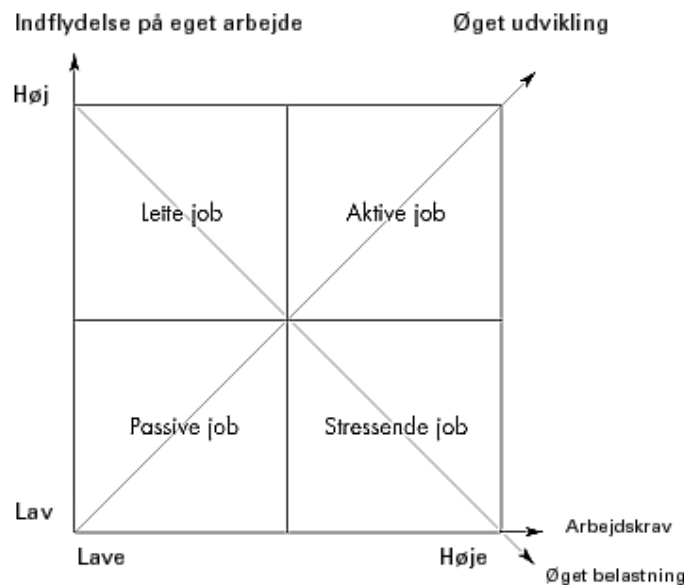 Indflydelse på eget arbejde
Øget udvikling
Høj
Lette job
Aktive job
Passive job
Stressende job
Lav
Arbejdskrav
Lave
Høje
Øget belastning